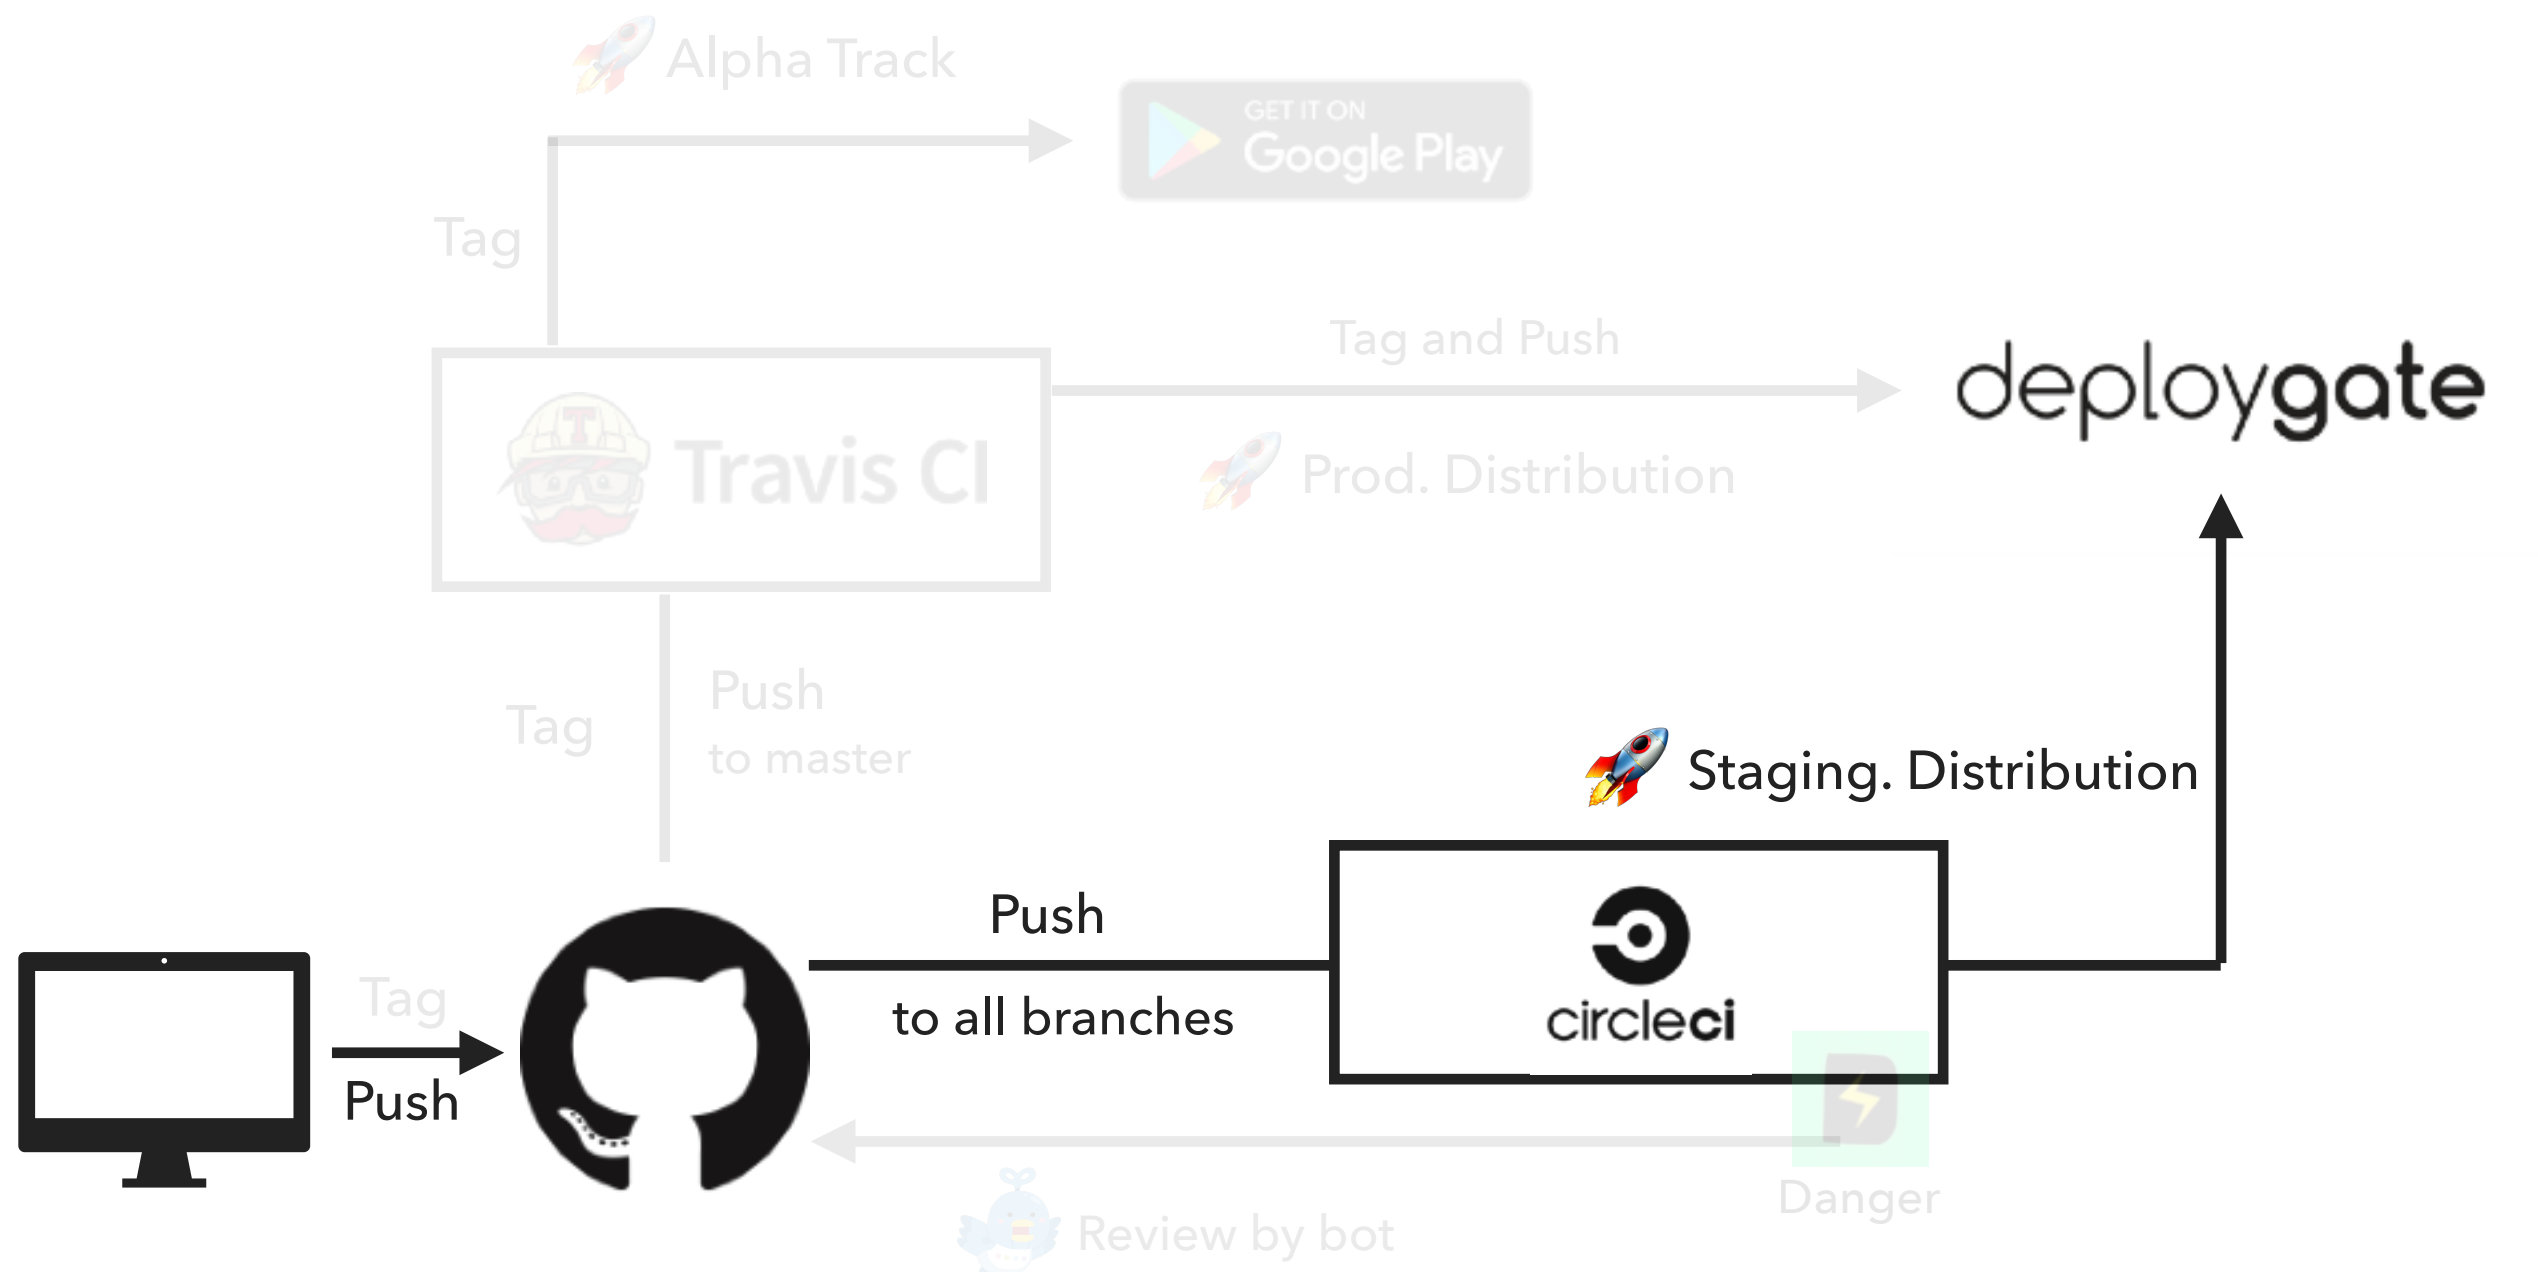 Alpha Track
GET IT ON
Google Play
Tag
Tag and Push
deploygate
Travis CI
Prod. Distribution
Tag
Push
to master
Staging. Distribution
Push
to all branches
circleci
Tag
Push
Danger
Review by bot